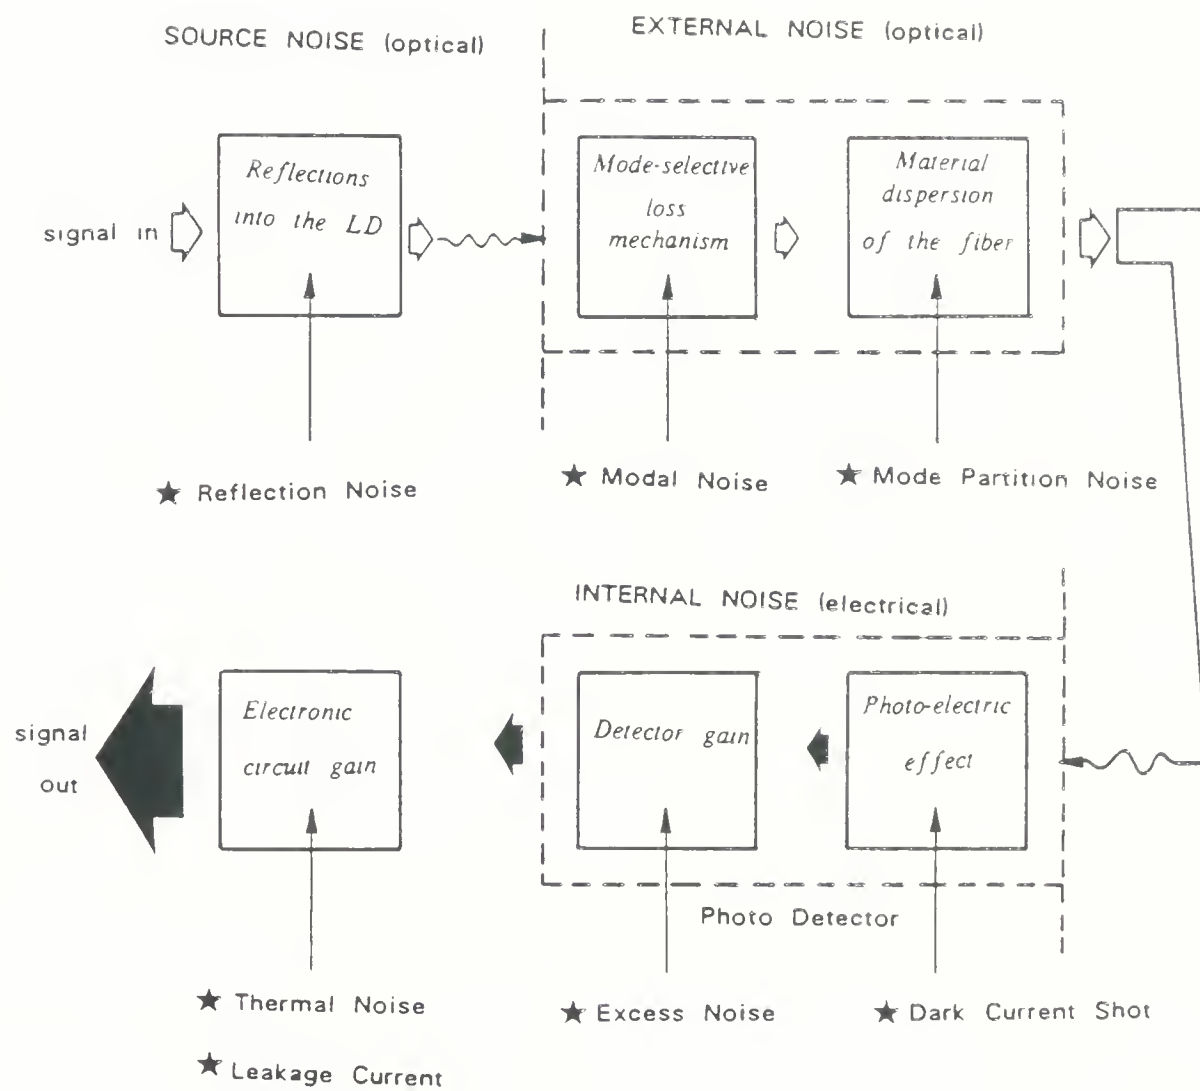 SOURCE NOISE (optical)
EXTERNAL NOISE (optical)
signal in
Reflections
into the LD
Mode-selective
loss
mechanism
Material
dispersion
of the fiber
★ Reflection Noise
★ Modal Noise
★ Mode Partition Noise
INTERNAL NOISE (electrical)
signal
out
Electronic
circuit gain
Detector gain
Photo-electric
effect
Photo Detector
★ Thermal Noise
★ Leakage Current
★ Excess Noise
★ Dark Current Shot